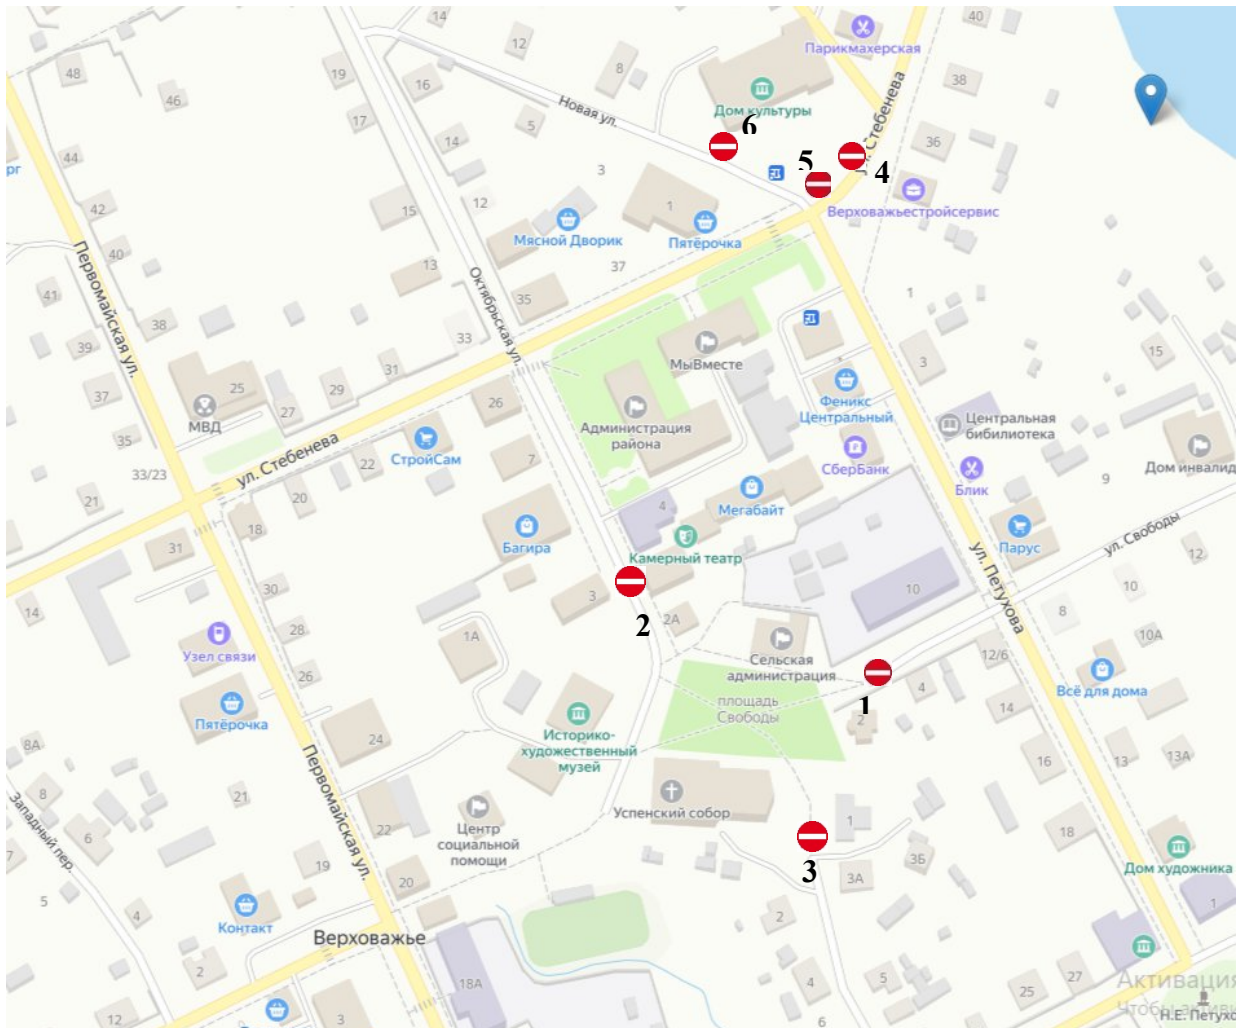 14
40
12
Парикмахерская
48
19
8
38
16
46
Дом культуры
Новая ул.
ул. Стебенева
17
5
6
14
36
44
5
4
3
рг
42
15
12
1
Верховажьестройсервис
Мясной Дворик
Пятёрочка
Первомайская ул.
40
13
37
41
Октябрьская ул.
35
1
38
33
39
МыВместе
15
3
31
25
29
37
Феникс
Центральный
26
27
МВД
Администрация
района
Центральная
бибилиотека
35
ул. Стебенева
СтройСам
7
СберБанк
Дом инвалид
33/23
22
Блик
9
21
20
4
Мегабайт
18
Багира
ул. Свободы
31
Парус
12
Камерный театр
ул. Петухова
30
3
10
10
14
8
2
2А
28
1А
10А
Узел связи
Сельская
администрация
12/6
26
4
Всё для дома
1
площадь
Свободы
14
Пятёрочка
2
24
8А
Историко-
художественный
музей
16
13
13А
Первомайская ул.
8
21
Успенский собор
Западный пер.
22
1
6
Центр
социальной
помощи
18
3Б
19
3
Дом художника
7
20
3А
5
4
2
1
Контакт
Верховажье
2
18А
4
5
27
25
Активация
12
3
6
Н.Е. Петухо